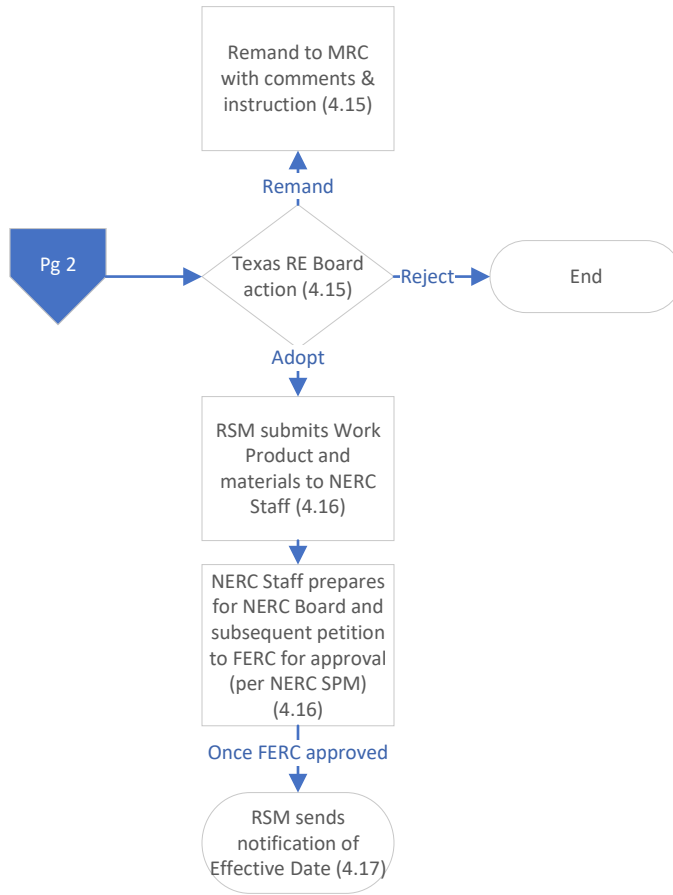 Remand to MRC
with comments &
instruction (4.15)
Remand
Pg 2
Texas RE Board
action (4.15)
Reject
End
Adopt
RSM submits Work
Product and
materials to NERC
Staff (4.16)
NERC Staff prepares
for NERC Board and
subsequent petition
to FERC for approval
(per NERC SPM)
(4.16)
Once FERC approved
RSM sends
notification of
Effective Date (4.17)